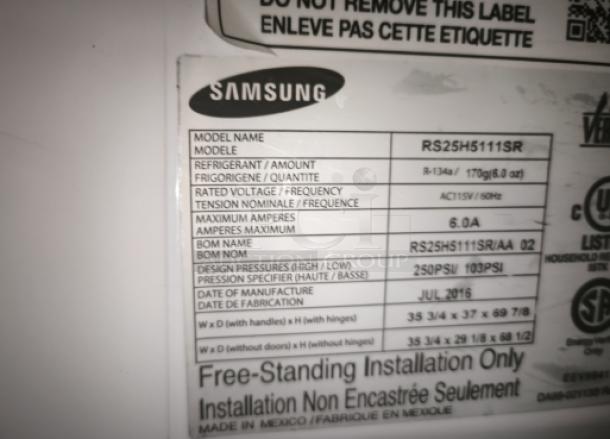 DO NOT REMOVE THIS LABEL
ENLEVE PAS CETTE ETIQUETTE
SAMSUNG
MODEL NAME
MODELE
RS25H5111SR
REFRIGERANT / AMOUNT
FRIGORIGENE / QUANTITE
R-134a / 170g(6.0 oz)
RATED VOLTAGE / FREQUENCY
TENSION NOMINALE / FREQUENCE
AC115V / 60Hz
MAXIMUM AMPERES
AMPERES MAXIMUM
6.0A
BOM NAME
BOM NOM
RS25H5111SR/AA 02
DESIGN PRESSURES (HIGH / LOW)
PRESSION SPECIFIER (HAUTE / BASSE)
250PSI/ 103PSI
DATE OF MANUFACTURE
DATE DE FABRICATION
JUL.2016
W x D (with handles) x H (with hinges)
35 3/4 x 37 x 69 7/8
W x D (without doors) x H (without hinges)
35 3/4 x 29 1/8 x 68 1/2
Free-Standing Installation Only
Installation Non Encastrée Seulement
MADE IN MEXICO / FABRIQUE EN MEXIQUE
C
LIST
HOUSEHOLD RE
SP